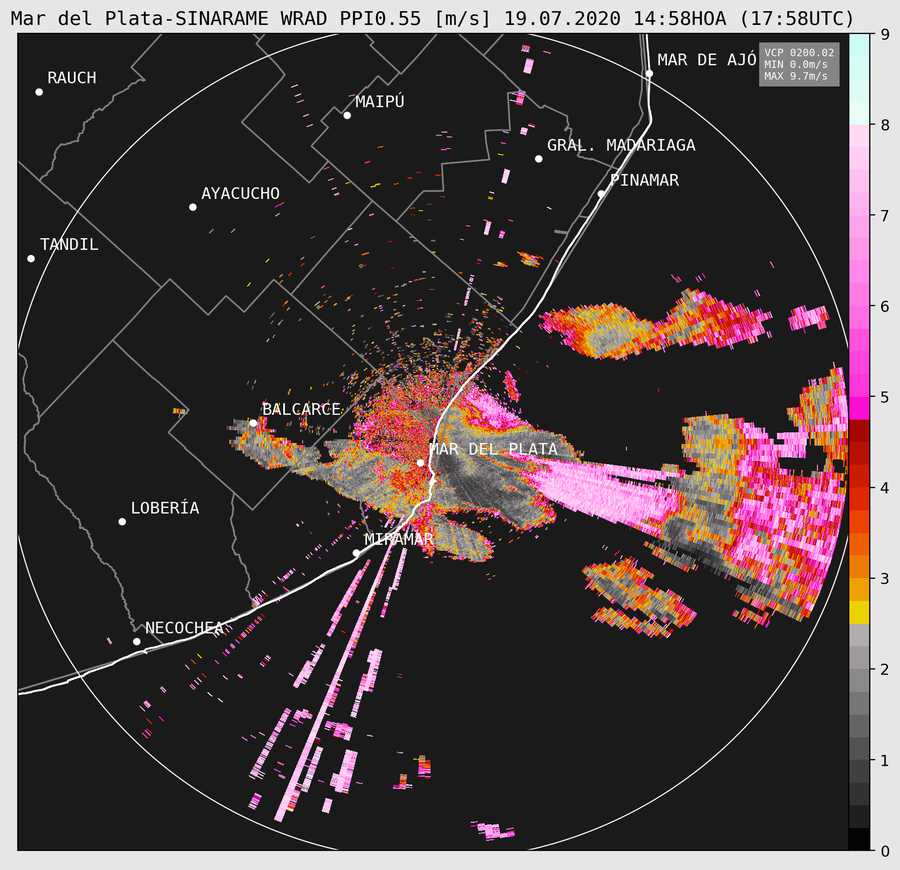 Mar del Plata-SINARAME WRAD PPI0.55 [m/s] 19.07.2020 14:58HOA (17:58UTC)
VCP 0200.02
MIN 0.0m/s
MAX 9.7m/s
MAR DE AJÓ
RAUCH
MAIPÚ
GRAL. MADARIAGA
PINAMAR
AYACUCHO
TANDIL
BALCARCE
MAR DEL PLATA
LOBERÍA
MIRAMAR
NECOCHEA
9
8
7
6
5
4
3
2
1
0